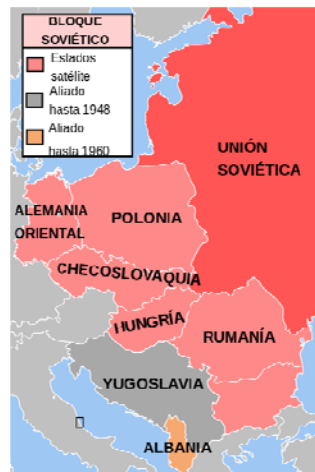 BLOQUE
SOVIÉTICO
Estados
satélite
Aliado
hasta 1948
Aliado
hasta 1960
UNIÓN
SOVIÉTICA
ALEMANIA
ORIENTAL
POLONIA
CHECOSLOVAQUIA
HUNGRÍA
RUMANÍA
YUGOSLAVIA
ALBANIA